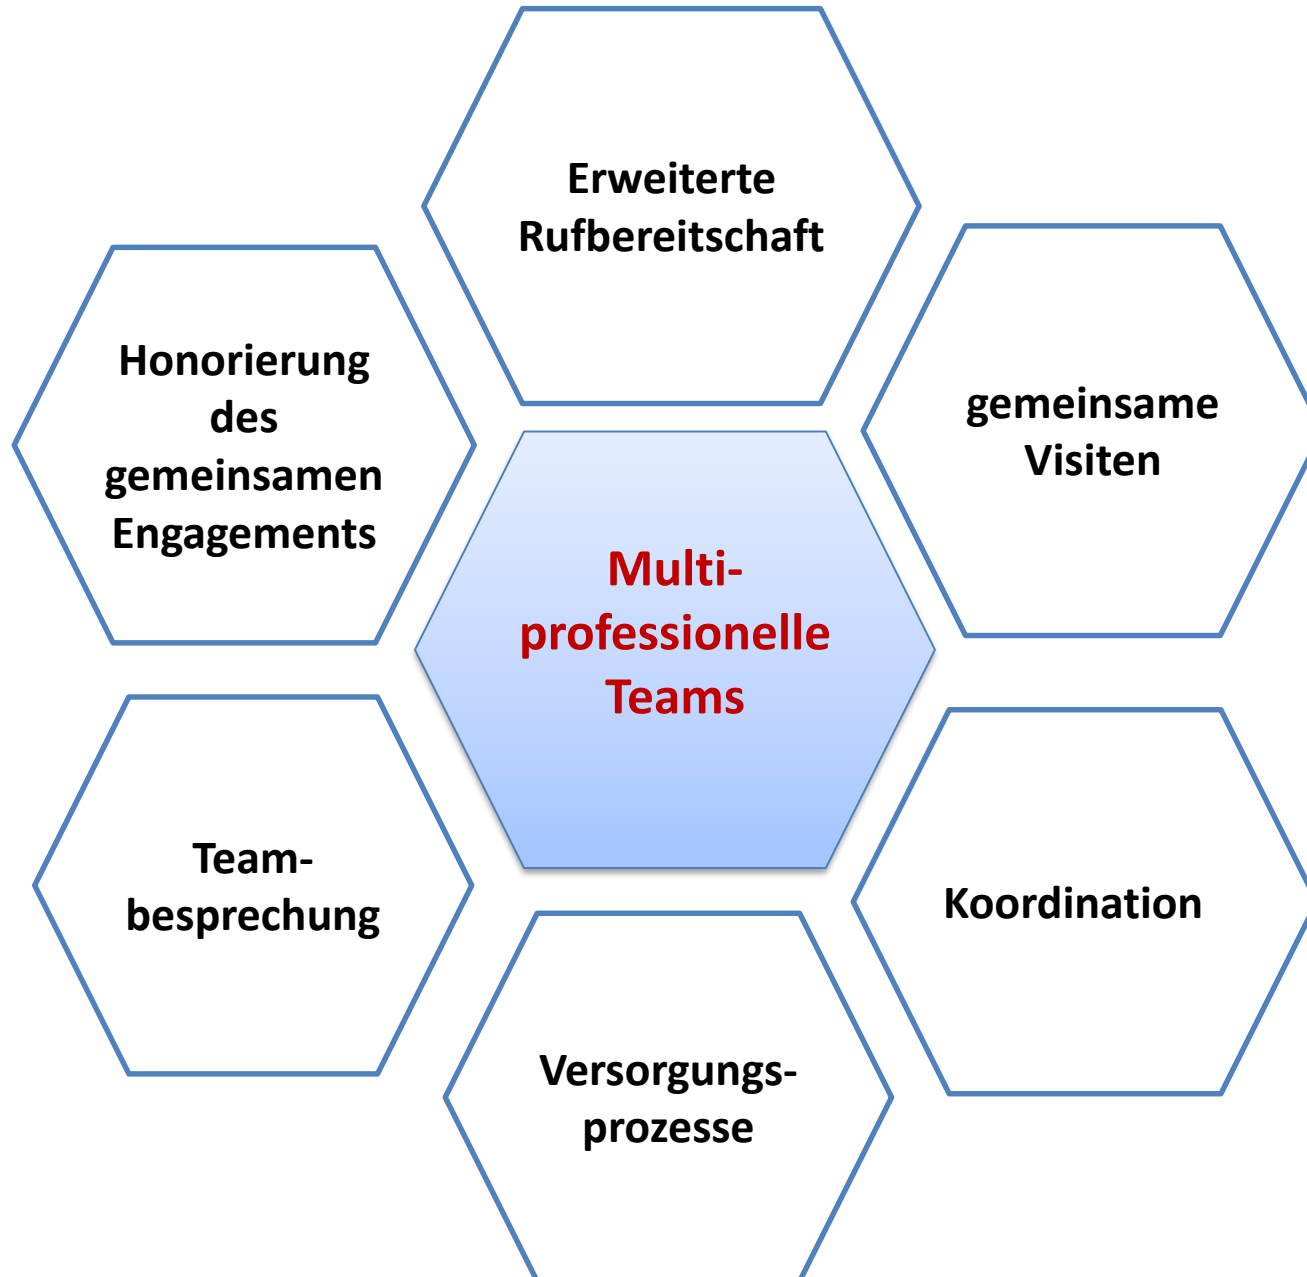 Erweiterte
Rufbereitschaft
Honorierung
des
gemeinsamen
Engagements
gemeinsame
Visiten
Multi-
professionelle
Teams
Team-
besprechung
Koordination
Versorgungs-
prozesse